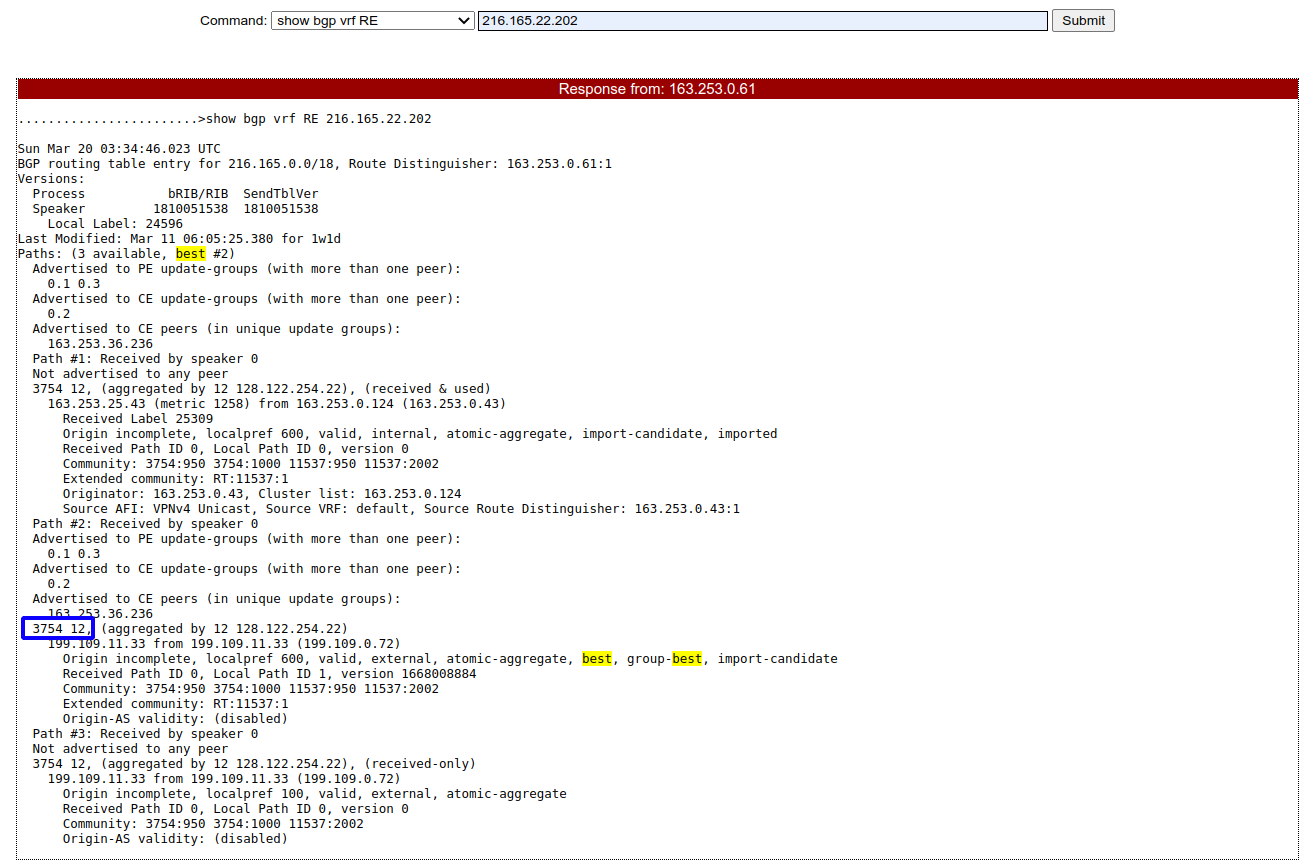 Command: show bgp vrf RE 216.165.22.202 Submit
Response from: 163.253.0.61
........................>show bgp vrf RE 216.165.22.202
Sun Mar 20 03:34:46.023 UTC
BGP routing table entry for 216.165.0.0/18, Route Distinguisher: 163.253.0.61:1
Versions:
  Process           bRIB/RIB  SendTblVer
  Speaker         1810051538  1810051538
    Local Label: 24596
Last Modified: Mar 11 06:05:25.380 for 1w1d
Paths: (3 available, best #2)
  Advertised to PE update-groups (with more than one peer):
    0.1 0.3
  Advertised to CE update-groups (with more than one peer):
    0.2
  Advertised to CE peers (in unique update groups):
    163.253.36.236
  Path #1: Received by speaker 0
  Not advertised to any peer
  3754 12, (aggregated by 12 128.122.254.22), (received & used)
    163.253.25.43 (metric 1258) from 163.253.0.124 (163.253.0.43)
      Received Label 25309
      Origin incomplete, localpref 600, valid, internal, atomic-aggregate, import-candidate, imported
      Received Path ID 0, Local Path ID 0, version 0
      Community: 3754:950 3754:1000 11537:950 11537:2002
      Extended community: RT:11537:1
      Originator: 163.253.0.43, Cluster list: 163.253.0.124
      Source AFI: VPNv4 Unicast, Source VRF: default, Source Route Distinguisher: 163.253.0.43:1
  Path #2: Received by speaker 0
  Advertised to PE update-groups (with more than one peer):
    0.1 0.3
  Advertised to CE update-groups (with more than one peer):
    0.2
  Advertised to CE peers (in unique update groups):
    163.253.36.236
  3754 12, (aggregated by 12 128.122.254.22)
    199.109.11.33 from 199.109.11.33 (199.109.0.72)
      Origin incomplete, localpref 600, valid, external, atomic-aggregate, best, group-best, import-candidate
      Received Path ID 0, Local Path ID 1, version 1668008884
      Community: 3754:950 3754:1000 11537:950 11537:2002
      Extended community: RT:11537:1
      Origin-AS validity: (disabled)
  Path #3: Received by speaker 0
  Not advertised to any peer
  3754 12, (aggregated by 12 128.122.254.22), (received-only)
    199.109.11.33 from 199.109.11.33 (199.109.0.72)
      Origin incomplete, localpref 100, valid, external, atomic-aggregate
      Received Path ID 0, Local Path ID 0, version 0
      Community: 3754:950 3754:1000 11537:2002
      Origin-AS validity: (disabled)